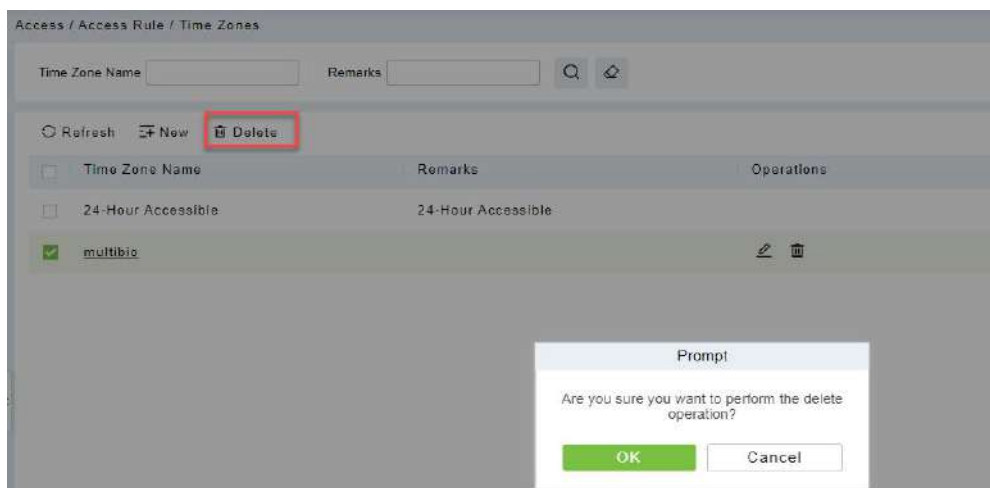 Access / Access Rule / Time Zones
Time Zone Name Remarks
Refresh New Delete
Time Zone Name Remarks Operations
24-Hour Accessible 24-Hour Accessible
multibio
Prompt
Are you sure you want to perform the delete
operation?
OK Cancel